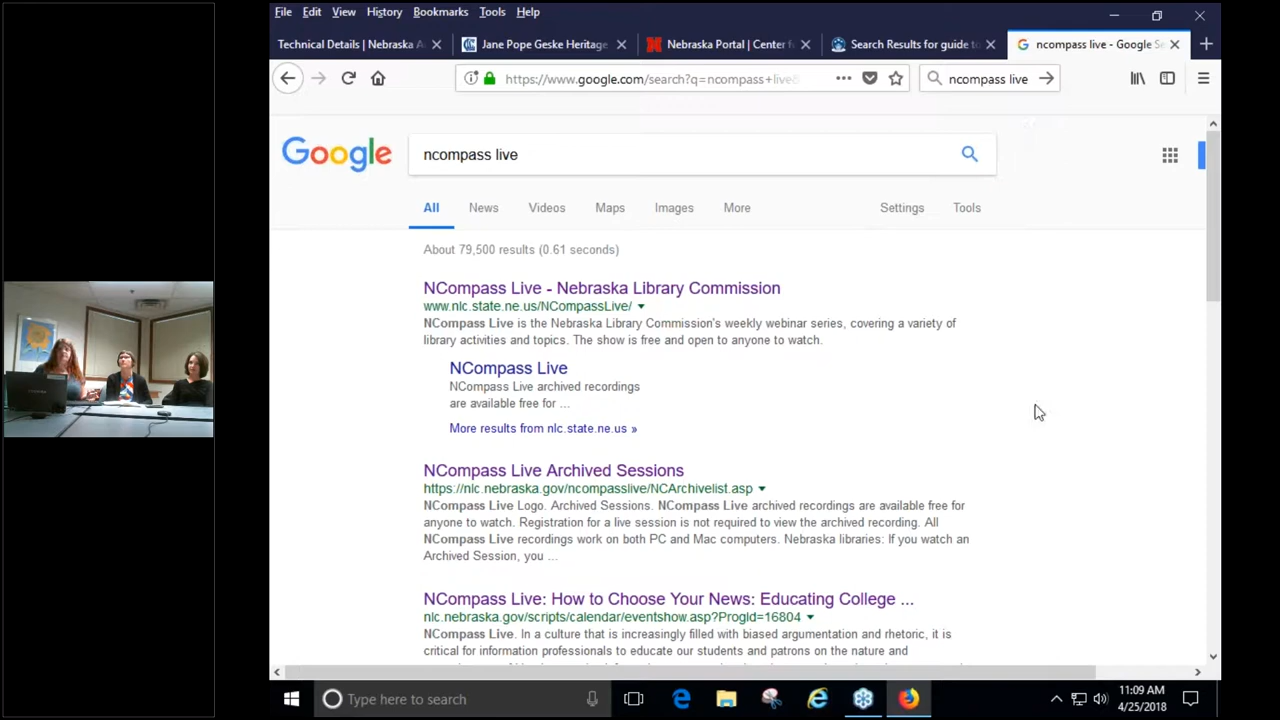 File Edit View History Bookmarks Tools Help
Technical Details | Nebraska A
Jane Pope Geske Heritage
Nebraska Portal | Center f
Search Results for guide to
ncompass live - Google Se
https://www.google.com/search?q=ncompass+live&
ncompass live
Google
ncompass live
All News Videos Maps Images More Settings Tools
About 79,500 results (0.61 seconds)
NCompass Live - Nebraska Library Commission
www.nlc.state.ne.us/NCompassLive/
NCompass Live is the Nebraska Library Commission's weekly webinar series, covering a variety of
library activities and topics. The show is free and open to anyone to watch.
NCompass Live
NCompass Live archived recordings
are available free for ...
More results from nlc.state.ne.us »
NCompass Live Archived Sessions
https://nlc.nebraska.gov/ncompasslive/NCArchivelist.asp
NCompass Live Logo. Archived Sessions. NCompass Live archived recordings are available free for
anyone to watch. Registration for a live session is not required to view the archived recording. All
NCompass Live recordings work on both PC and Mac computers. Nebraska libraries: If you watch an
Archived Session, you ...
NCompass Live: How to Choose Your News: Educating College ...
nlc.nebraska.gov/scripts/calendar/eventshow.asp?ProgId=16804
NCompass Live. In a culture that is increasingly filled with biased argumentation and rhetoric, it is
critical for information professionals to educate our students and patrons on the nature and
Type here to search
11:09 AM
4/25/2018